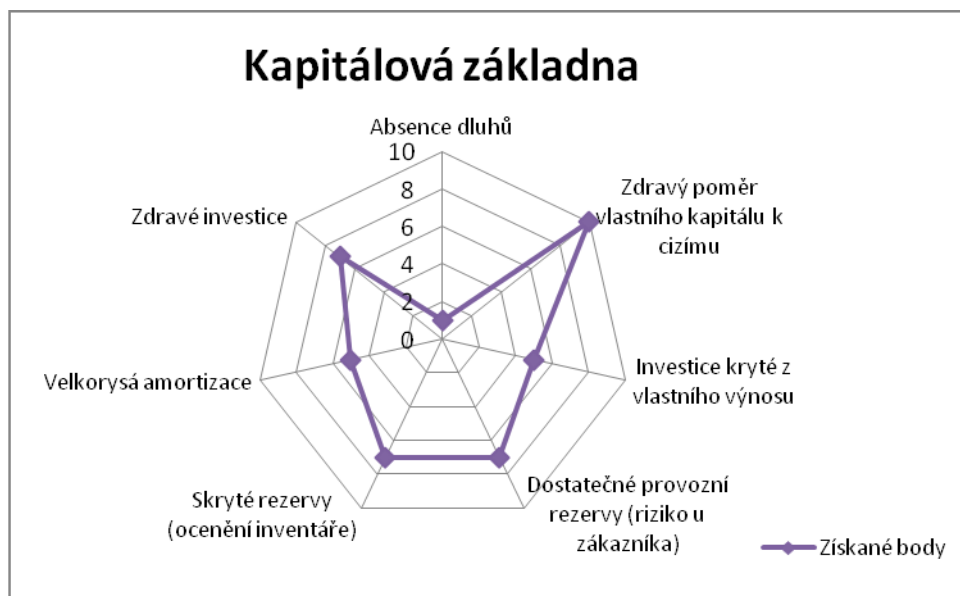 Kapitálová základna
Absence dluhů
10
8
6
4
2
0
Zdravý poměr
vlastního kapitálu k
cizímu
Investice kryté z
vlastního výnosu
Dostatečné provozní
rezervy (riziko u
zákazníka)
Skryté rezervy
(ocenění inventáře)
Velkorysá amortizace
Zdravé investice
Získané body